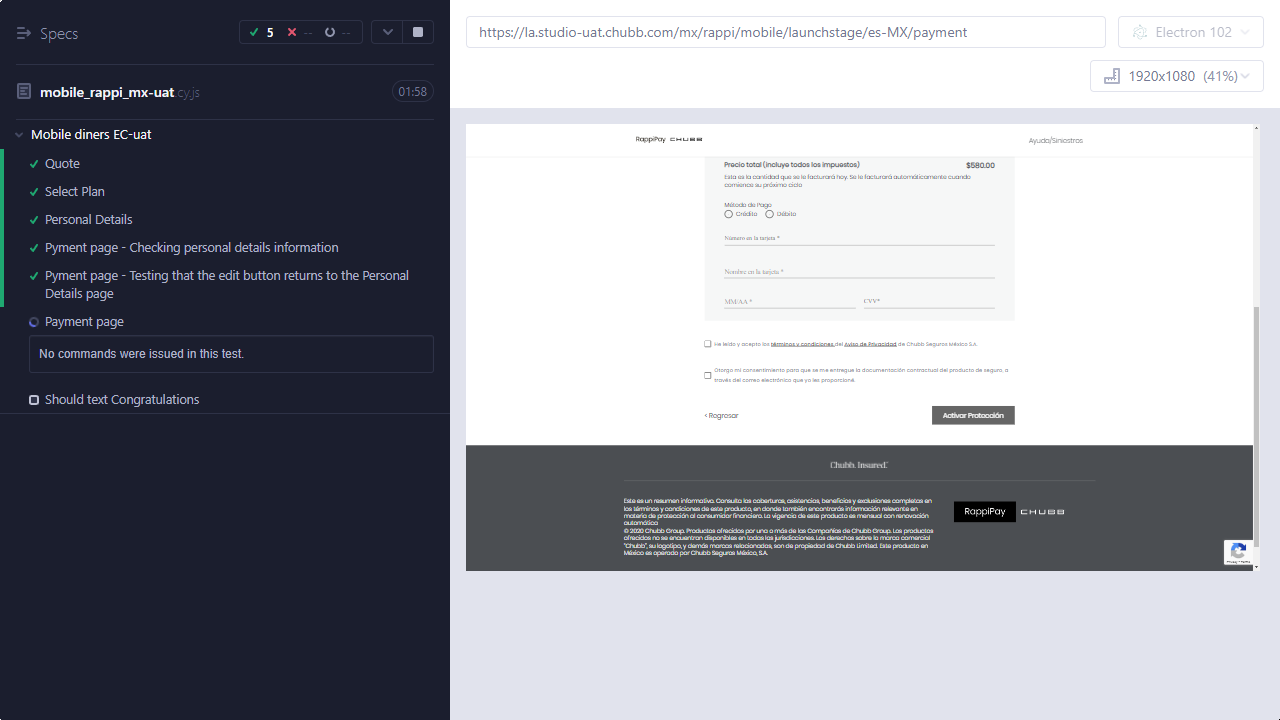 Specs
5
--
--
https://la.studio-uat.chubb.com/mx/rappi/mobile/launchstage/es-MX/payment
Electron 102
1920x1080 (41%)
mobile_rappi_mx-uat.cy.js
01:58
Mobile diners EC-uat
Quote
Select plan
Personal Details
Pyment page - Checking personal details information
Pyment page - Testing that the edit button returns to the Personal
Details page
Payment page
No commands were issued in this test.
Should text Congratulations
RappiPay CHUBB
Ayuda/Siniestros
Precio total (incluye todos los impuestos) $580.00
Esta es la cantidad que se le facturará hoy. Se le facturará automáticamente cuando
comience su próximo ciclo
Método de Pago
Crédito Débito
Número en la tarjeta *
Nombre en la tarjeta *
MM/AA *
CVV*
He leído y acepto los términos y condiciones del Aviso de Privacidad de Chubb Seguros México S.A.
Otorgo mi consentimiento para que se me entregue la documentación contractual del producto de seguro, a
través del correo electrónico que yo les proporcioné.
< Regresar
Activar Protección
Chubb. Insured.
Este es un resumen informativo. Consulta las coberturas, asistencias, beneficios y exclusiones completas en
los términos y condiciones de este producto, en donde también encontrarás información relevante en
materia de protección al consumidor financiero. La vigencia de este producto es mensual con renovación
automática
© 2020 Chubb Group. Productos ofrecidos por una o más de las Compañías de Chubb Group. Los productos
ofrecidos no se encuentran disponibles en todas las jurisdicciones. Los derechos sobre la marca comercial
"Chubb", su logotipo, y demás marcas relacionadas, son de propiedad de Chubb Limited. Este producto en
México es operado por Chubb Seguros México, S.A.
RappiPay CHUBB